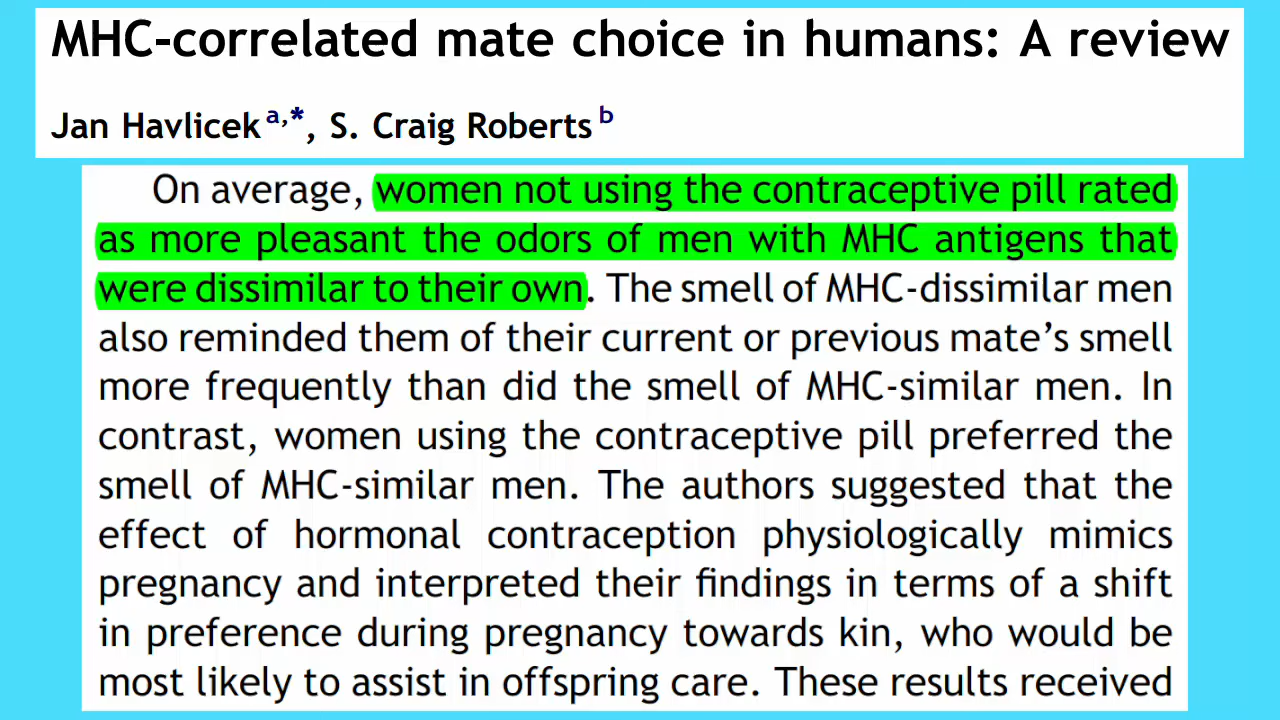 MHC-correlated mate choice in humans: A review
Jan Havlicek a,*, S. Craig Roberts b
On average, women not using the contraceptive pill rated
as more pleasant the odors of men with MHC antigens that
were dissimilar to their own. The smell of MHC-dissimilar men
also reminded them of their current or previous mate’s smell
more frequently than did the smell of MHC-similar men. In
contrast, women using the contraceptive pill preferred the
smell of MHC-similar men. The authors suggested that the
effect of hormonal contraception physiologically mimics
pregnancy and interpreted their findings in terms of a shift
in preference during pregnancy towards kin, who would be
most likely to assist in offspring care. These results received